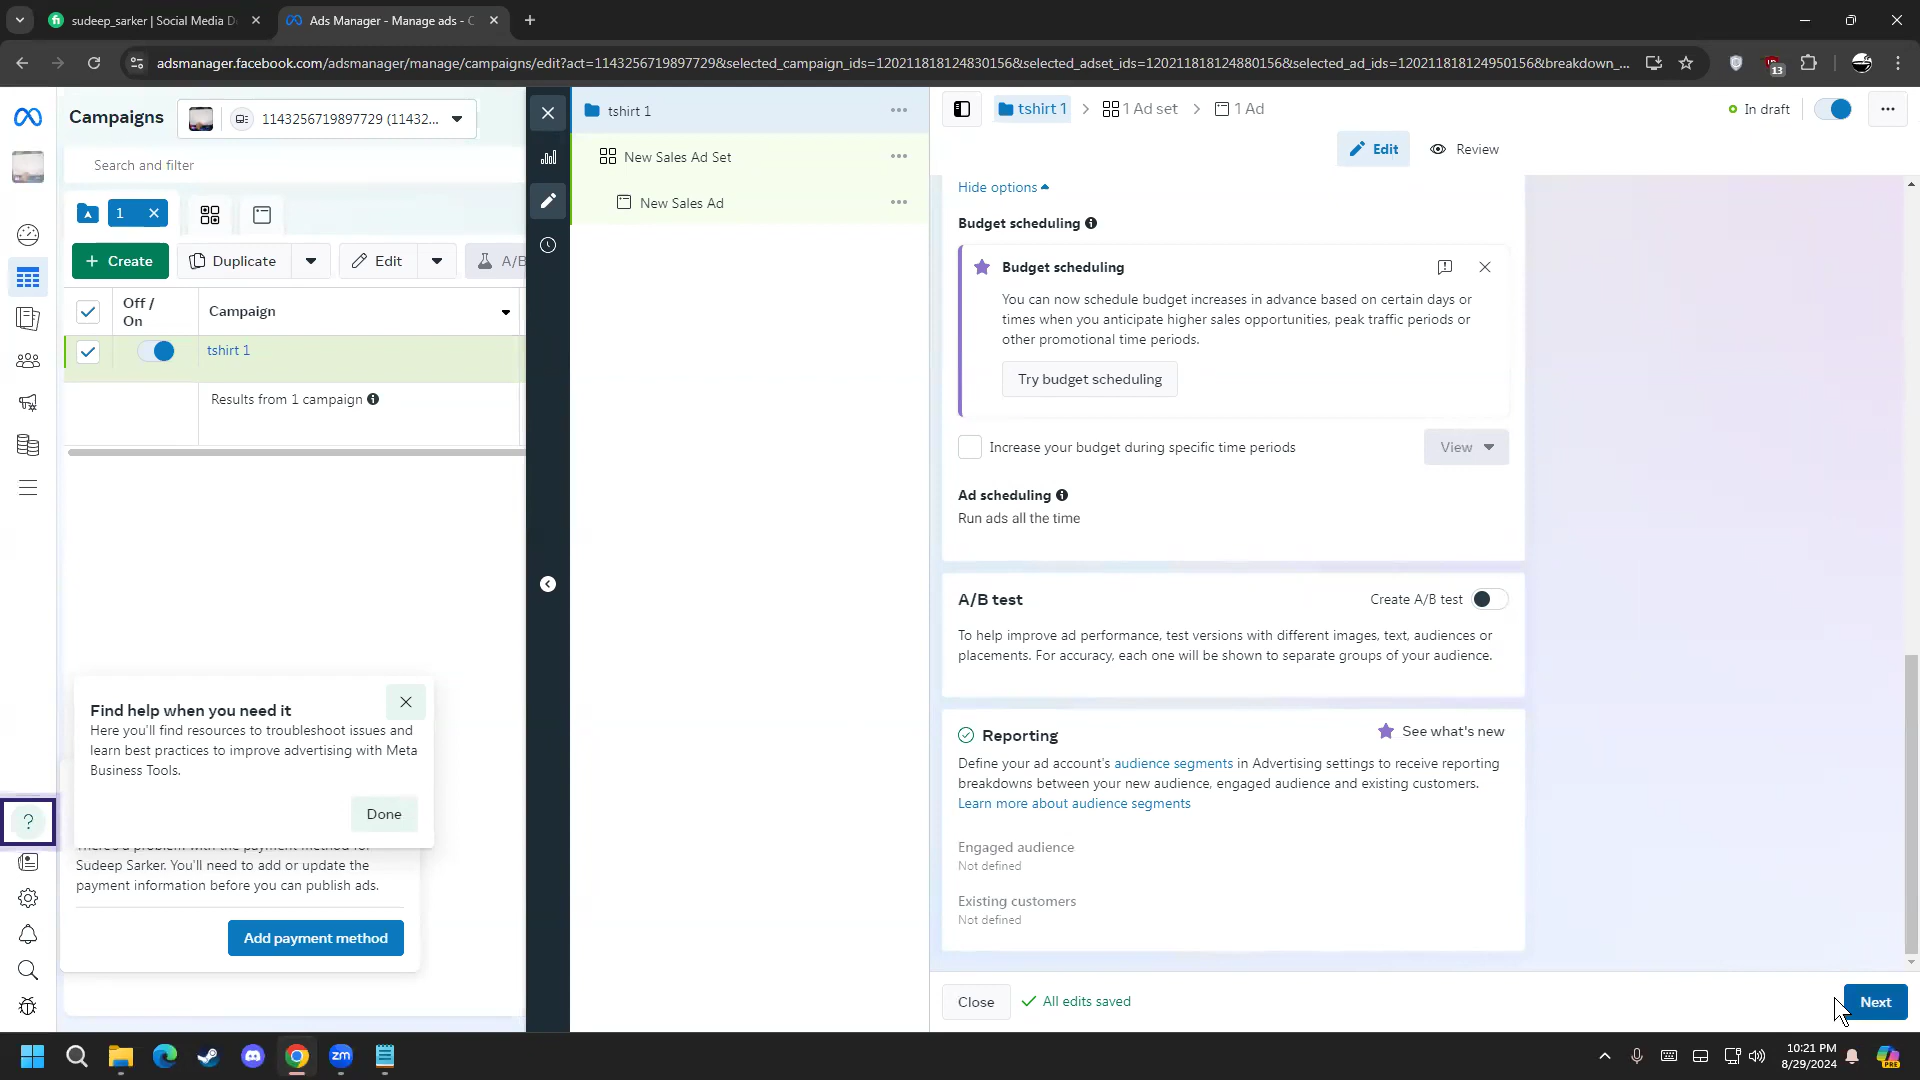 sudeep_sarker | Social Media D
Ads Manager - Manage ads - C
adsmanager.facebook.com/adsmanager/manage/campaigns/edit?act=1143256719897729&selected_campaign_ids=120211818124830156&selected_adset_ids=120211818124880156&selected_ad_ids=120211818124950156&breakdown_...
13
Campaigns
1143256719897729 (11432...
Search and filter
1
Create
Duplicate
Edit
A/B
Off / On
Campaign
tshirt 1
Results from 1 campaign
Find help when you need it
Here you'll find resources to troubleshoot issues and
learn best practices to improve advertising with Meta
Business Tools.
Done
There's a problem with the payment method for
Sudeep Sarker. You'll need to add or update the
payment information before you can publish ads.
Add payment method
tshirt 1
New Sales Ad Set
New Sales Ad
tshirt 1
1 Ad set
1 Ad
In draft
Edit
Review
Hide options
Budget scheduling
Budget scheduling
You can now schedule budget increases in advance based on certain days or
times when you anticipate higher sales opportunities, peak traffic periods or
other promotional time periods.
Try budget scheduling
Increase your budget during specific time periods
View
Ad scheduling
Run ads all the time
A/B test
Create A/B test
To help improve ad performance, test versions with different images, text, audiences or
placements. For accuracy, each one will be shown to separate groups of your audience.
Reporting
See what's new
Define your ad account's audience segments in Advertising settings to receive reporting
breakdowns between your new audience, engaged audience and existing customers.
Learn more about audience segments
Engaged audience
Not defined
Existing customers
Not defined
Close
All edits saved
Next
zm
10:21 PM
8/29/2024
PRE